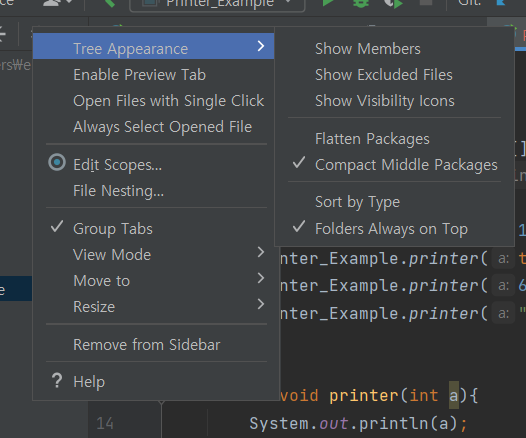 Printer_Example
Git:
Tree Appearance
Enable Preview Tab
Open Files with Single Click
Always Select Opened File
Edit Scopes...
File Nesting...
Group Tabs
View Mode
Move to
Resize
Remove from Sidebar
Help
Show Members
Show Excluded Files
Show Visibility Icons
Flatten Packages
Compact Middle Packages
Sort by Type
Folders Always on Top
nter_Example.printer( a: t
nter_Example.printer( a: 6
nter_Example.printer( a: "
void printer(int a){
14 System.out.println(a);